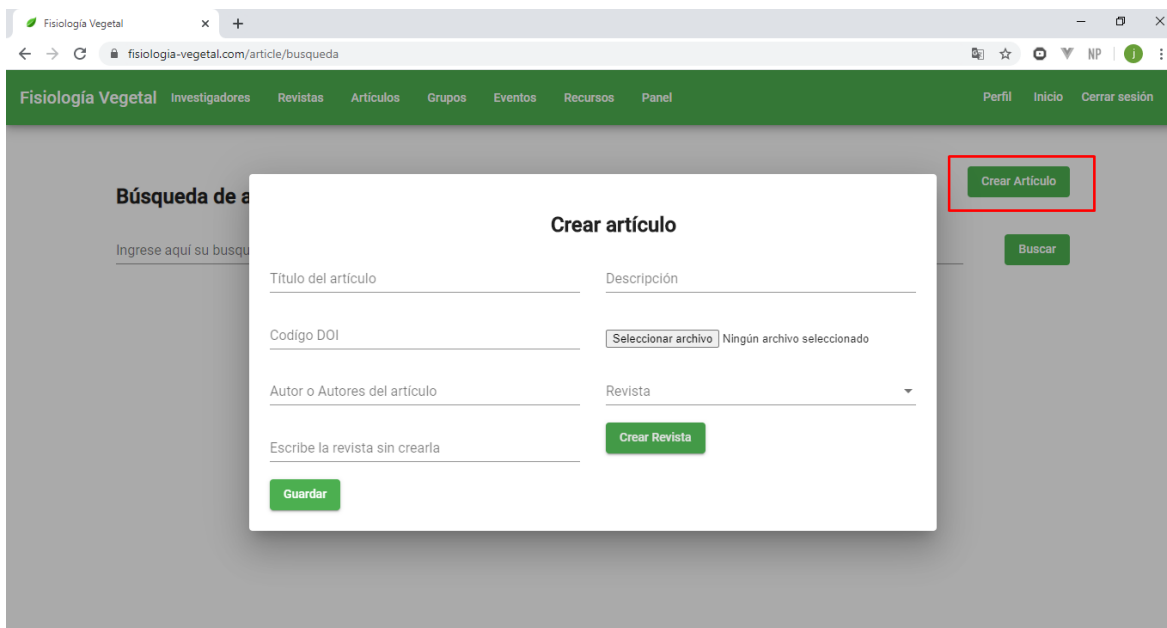 Fisiología Vegetal
fisiologia-vegetal.com/article/busqueda
NP
j
Fisiología Vegetal Investigadores Revistas Artículos Grupos Eventos Recursos Panel Perfil Inicio Cerrar sesión
Crear Artículo
Búsqueda de a
Ingrese aquí su busqu
Buscar
Crear artículo
Título del artículo Descripción
Codígo DOI Seleccionar archivo Ningún archivo seleccionado
Autor o Autores del artículo Revista
Escribe la revista sin crearla Crear Revista
Guardar